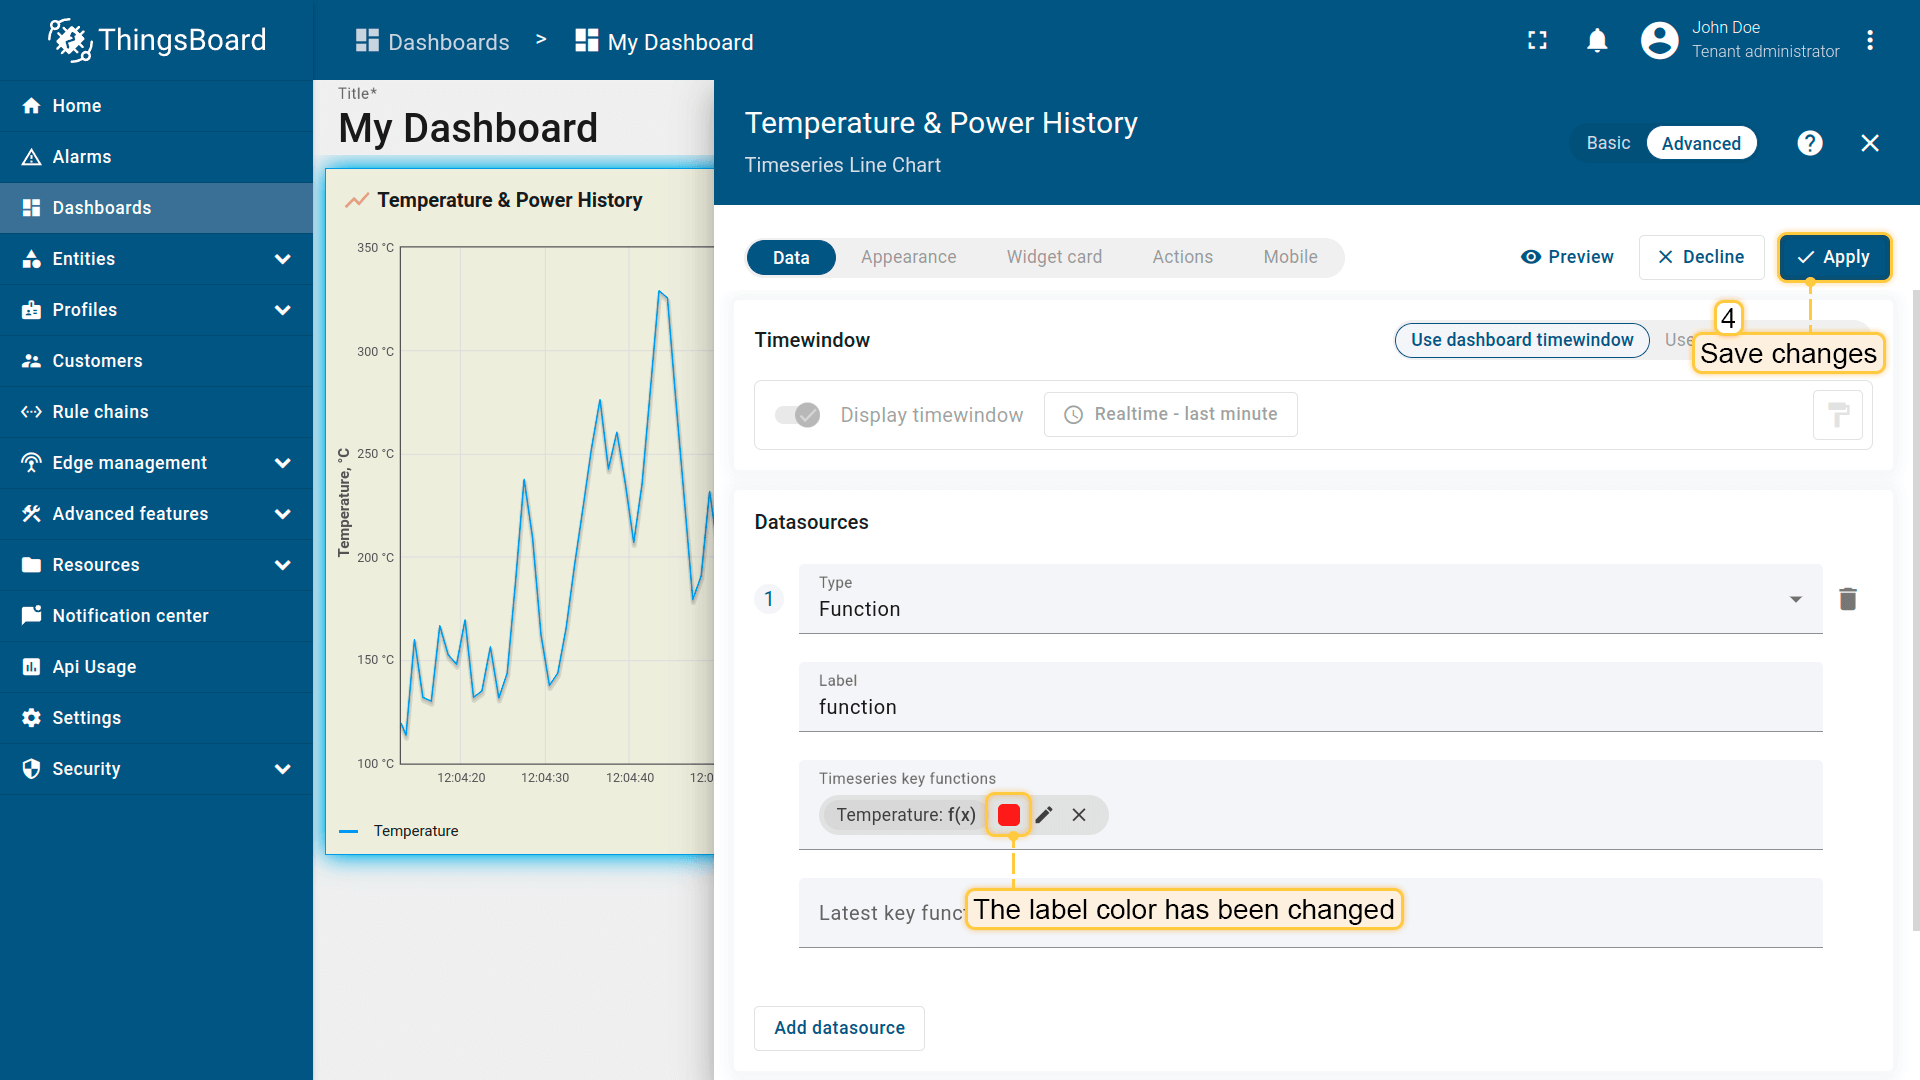 ThingsBoard
Dashboards > My Dashboard
John Doe
Tenant administrator
Home
Alarms
Dashboards
Entities
Profiles
Customers
Rule chains
Edge management
Advanced features
Resources
Notification center
Api Usage
Settings
Security
Title*
My Dashboard
Temperature & Power History
350 °C
300 °C
250 °C
200 °C
150 °C
100 °C
Temperature, °C
12:04:20 12:04:30 12:04:40 12:0
Temperature
Temperature & Power History
Timeseries Line Chart
Basic Advanced
?
Data Appearance Widget card Actions Mobile
Preview Decline Apply
4
Save changes
Timewindow
Use dashboard timewindow Use
Display timewindow Realtime - last minute
Datasources
1
Type
Function
Label
function
Timeseries key functions
Temperature: f(x)
Latest key func
The label color has been changed
Add datasource